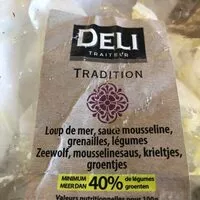 DELI
TRAITEUR
TRADITION
Loup de mer, sauce mousseline,
grenailles, légumes
Zeewolf, mousselinesaus, krieltjes,
groentjes
MINIMUM
MEER DAN
40%
de légumes
groenten
Valeurs nutritionnelles pour 100g